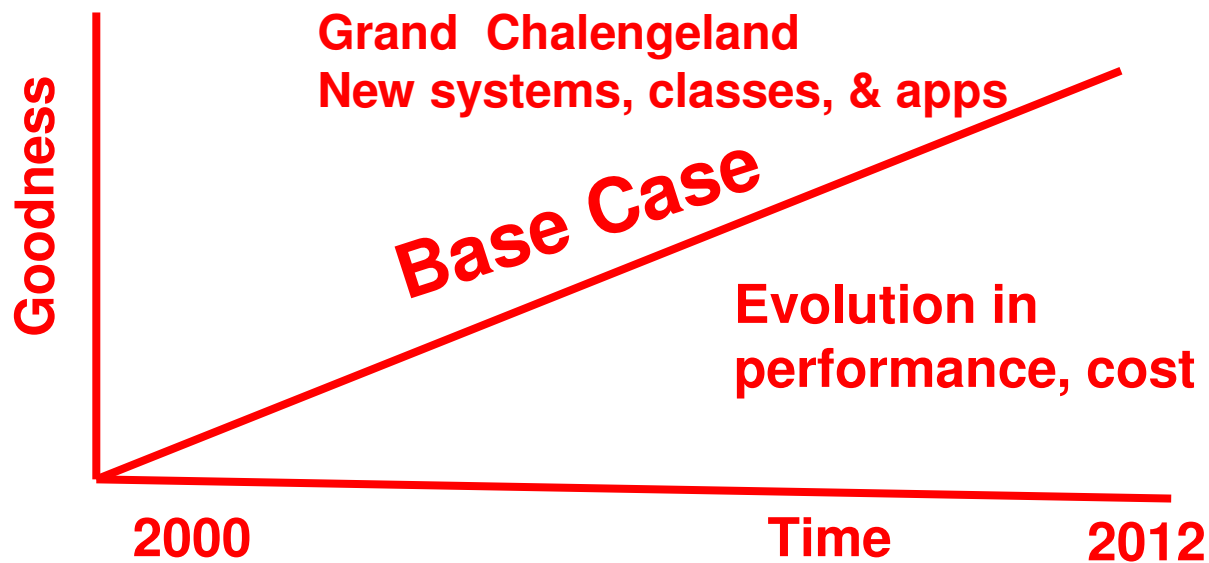 Grand  Chalengeland
New systems, classes, & apps
Goodness
Base Case
Evolution in
performance, cost
2000
Time
2012